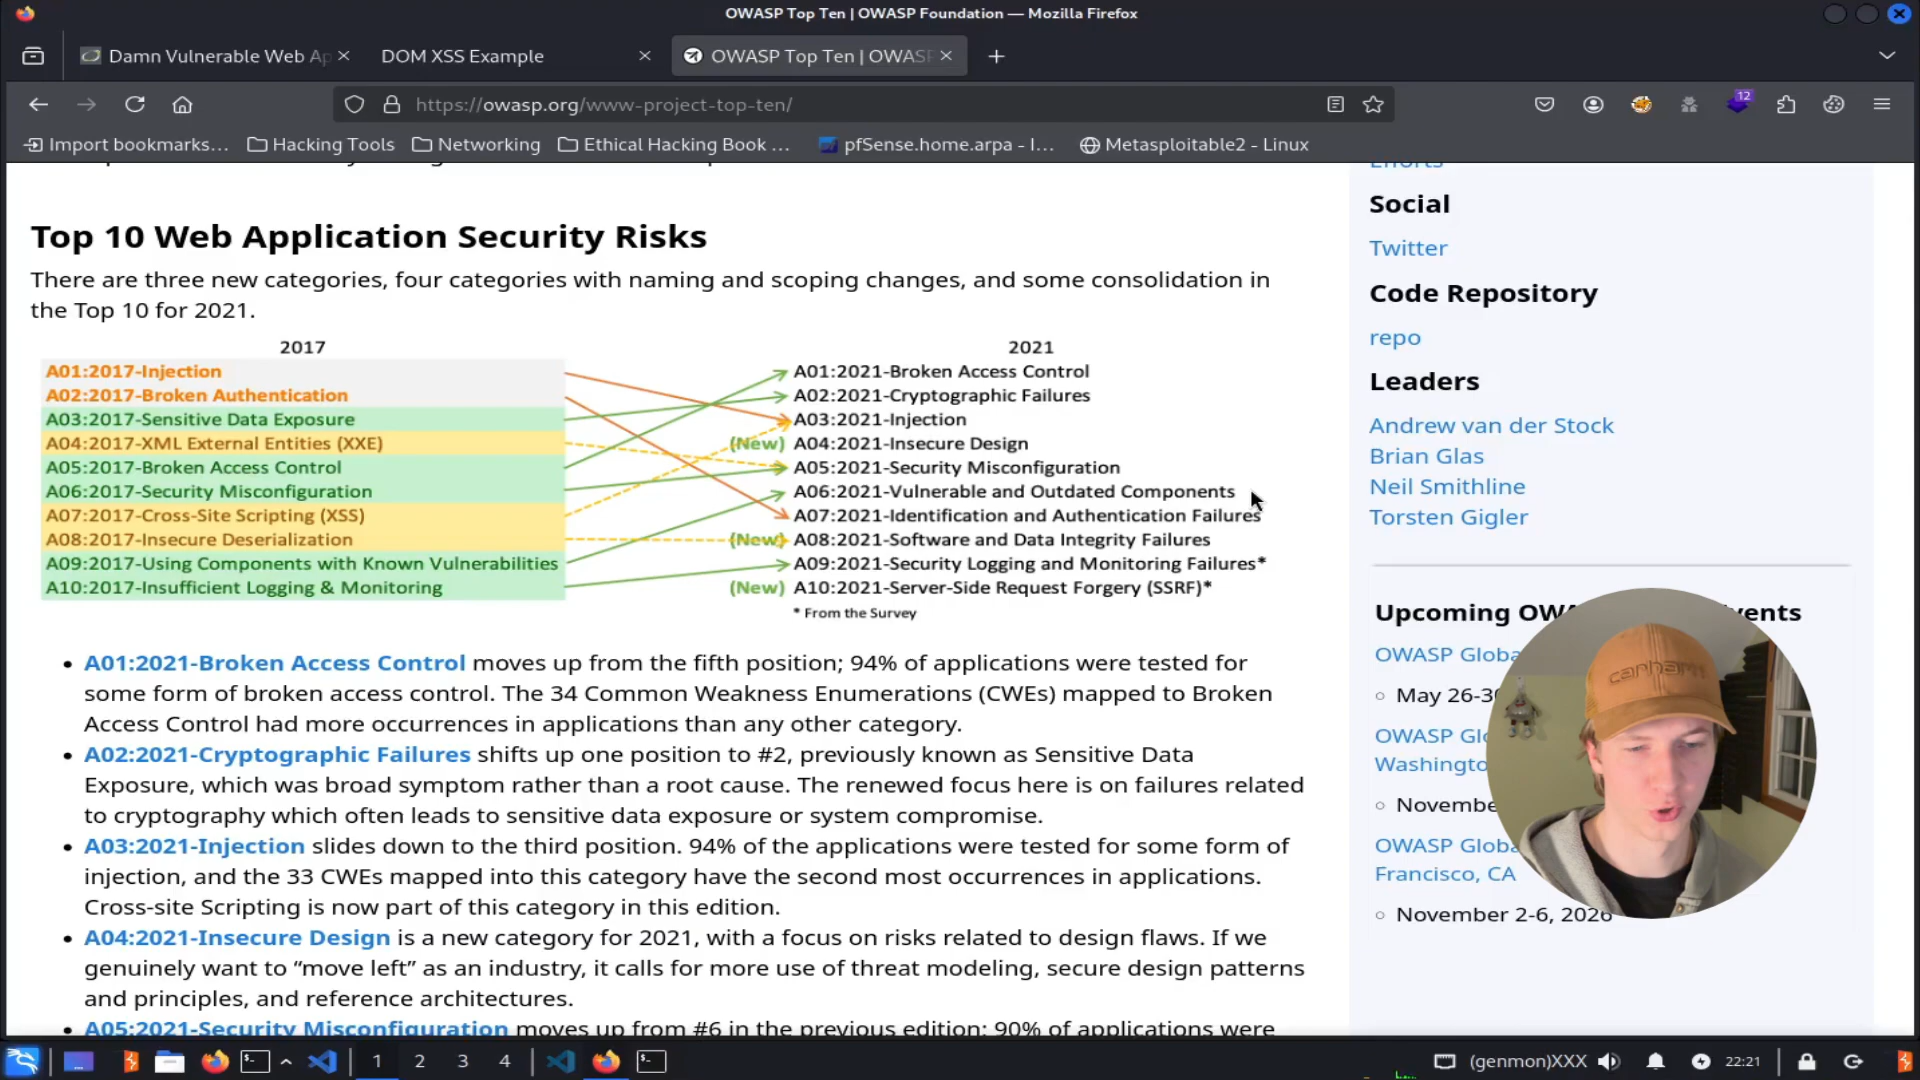 OWASP Top Ten | OWASP Foundation — Mozilla Firefox
Damn Vulnerable Web Ap
DOM XSS Example
OWASP Top Ten | OWASP
https://owasp.org/www-project-top-ten/
12
Import bookmarks...
Hacking Tools
Networking
Ethical Hacking Book ...
pfSense.home.arpa - I...
Metasploitable2 - Linux
Efforts
Top 10 Web Application Security Risks
There are three new categories, four categories with naming and scoping changes, and some consolidation in
the Top 10 for 2021.
2017
A01:2017-Injection
A02:2017-Broken Authentication
A03:2017-Sensitive Data Exposure
A04:2017-XML External Entities (XXE)
A05:2017-Broken Access Control
A06:2017-Security Misconfiguration
A07:2017-Cross-Site Scripting (XSS)
A08:2017-Insecure Deserialization
A09:2017-Using Components with Known Vulnerabilities
A10:2017-Insufficient Logging & Monitoring
2021
A01:2021-Broken Access Control
A02:2021-Cryptographic Failures
A03:2021-Injection
(New) A04:2021-Insecure Design
A05:2021-Security Misconfiguration
A06:2021-Vulnerable and Outdated Components
A07:2021-Identification and Authentication Failures
(New) A08:2021-Software and Data Integrity Failures
A09:2021-Security Logging and Monitoring Failures*
(New) A10:2021-Server-Side Request Forgery (SSRF)*
* From the Survey
• A01:2021-Broken Access Control moves up from the fifth position; 94% of applications were tested for
some form of broken access control. The 34 Common Weakness Enumerations (CWEs) mapped to Broken
Access Control had more occurrences in applications than any other category.
• A02:2021-Cryptographic Failures shifts up one position to #2, previously known as Sensitive Data
Exposure, which was broad symptom rather than a root cause. The renewed focus here is on failures related
to cryptography which often leads to sensitive data exposure or system compromise.
• A03:2021-Injection slides down to the third position. 94% of the applications were tested for some form of
injection, and the 33 CWEs mapped into this category have the second most occurrences in applications.
Cross-site Scripting is now part of this category in this edition.
• A04:2021-Insecure Design is a new category for 2021, with a focus on risks related to design flaws. If we
genuinely want to “move left” as an industry, it calls for more use of threat modeling, secure design patterns
and principles, and reference architectures.
• A05:2021-Security Misconfiguration moves up from #6 in the previous edition; 90% of applications were
Social
Twitter
Code Repository
repo
Leaders
Andrew van der Stock
Brian Glas
Neil Smithline
Torsten Gigler
Upcoming OW vents
OWASP Globa
May 26-30
OWASP Glo
Washingto
Novembe
OWASP Globa
Francisco, CA
November 2-6, 2026
carhartt
1
2
3
4
(genmon)XXX
22:21